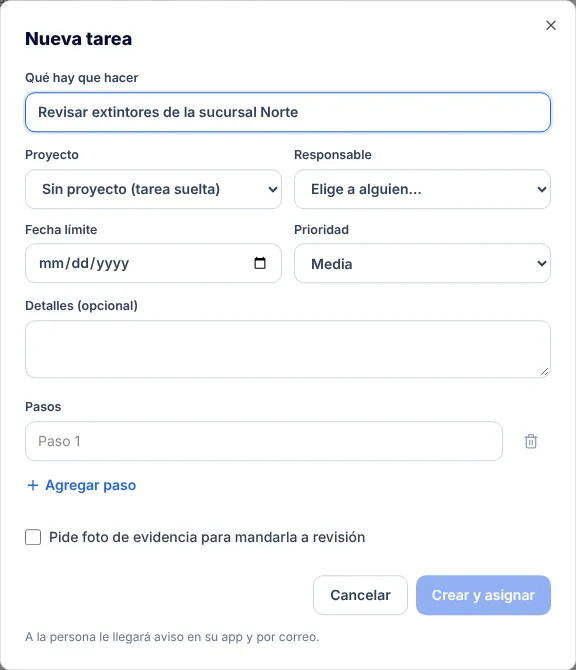 Nueva tarea
Qué hay que hacer
Revisar extintores de la sucursal Norte
Proyecto
Responsable
Sin proyecto (tarea suelta)
Elige a alguien...
Fecha límite
Prioridad
mm/dd/yyyy
Media
Detalles (opcional)
Pasos
Paso 1
+ Agregar paso
Pide foto de evidencia para mandarla a revisión
Cancelar
Crear y asignar
A la persona le llegará aviso en su app y por correo.